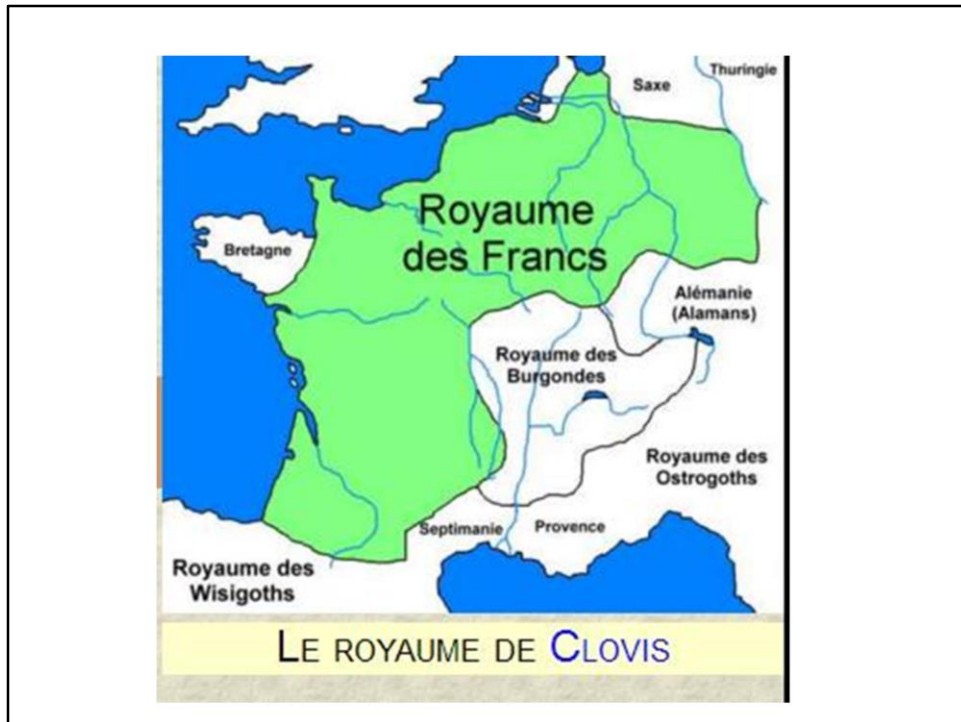 Thuringie
Saxe
Royaume
des Francs
Bretagne
Alémanie
(Alamans)
Royaume des
Burgondes
Royaume des
Ostrogoths
Septimanie
Provence
Royaume des
Wisigoths
LE ROYAUME DE CLOVIS